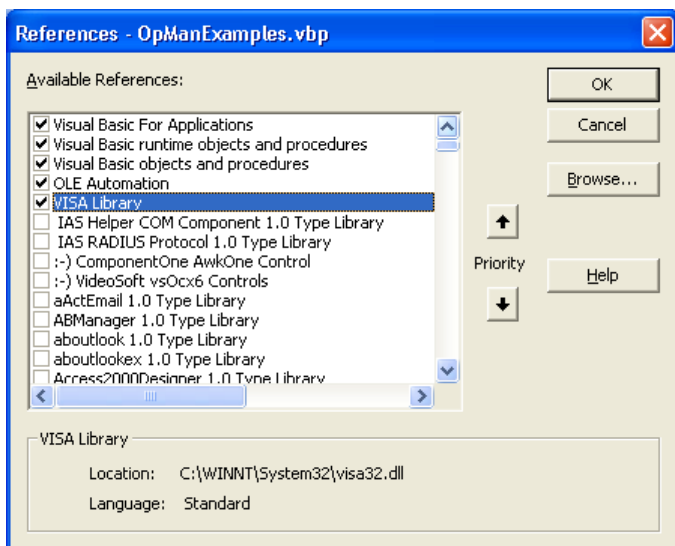 References - OpManExamples.vbp
Available References:
OK
Cancel
Browse...
Help
Priority
Visual Basic For Applications
Visual Basic runtime objects and procedures
Visual Basic objects and procedures
OLE Automation
VISA Library
IAS Helper COM Component 1.0 Type Library
IAS RADIUS Protocol 1.0 Type Library
:-) ComponentOne AwkOne Control
:-) VideoSoft vsOcx6 Controls
aActEmail 1.0 Type Library
ABManager 1.0 Type Library
aboutlook 1.0 Type Library
aboutlookex 1.0 Type Library
Access2000Designer 1.0 Type Library
VISA Library
Location: C:\WINNT\System32\visa32.dll
Language: Standard